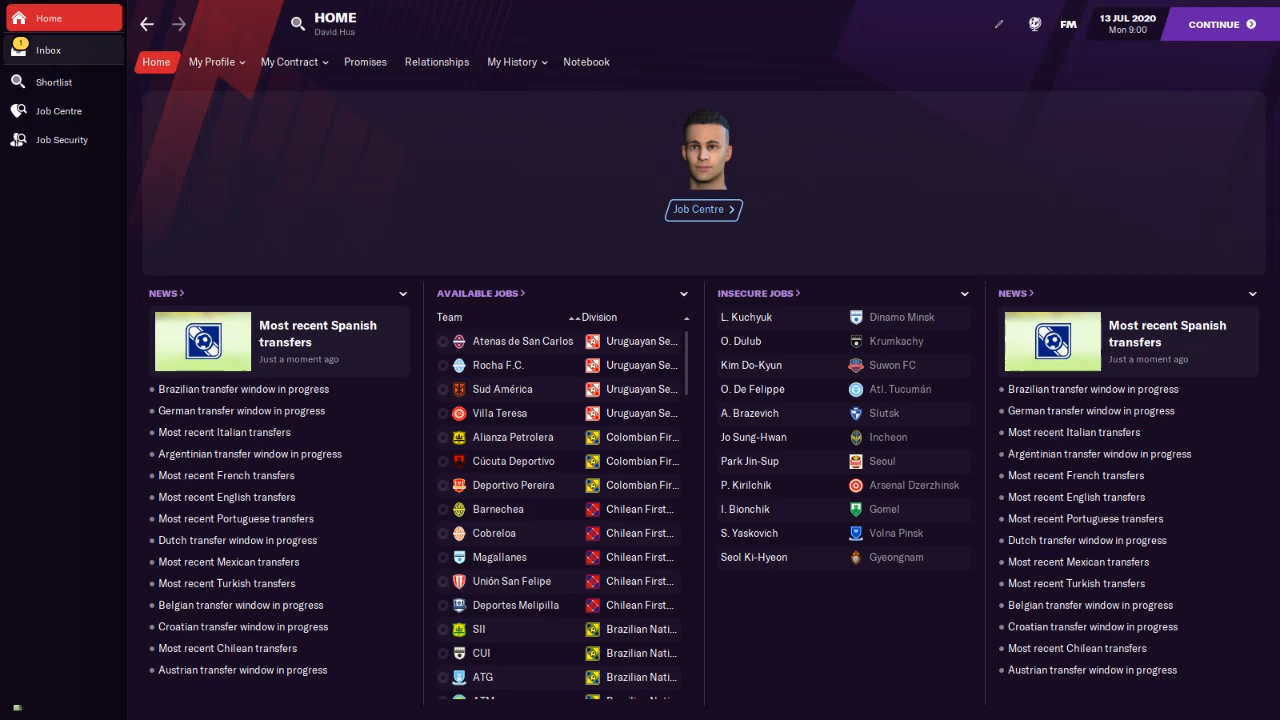 Home
1
Inbox
Shortlist
Job Centre
Job Security
HOME
David Hua
FM
13 JUL 2020
Mon 9:00
CONTINUE
Home
My Profile
My Contract
Promises
Relationships
My History
Notebook
Job Centre
NEWS
Most recent Spanish
transfers
Just a moment ago
Brazilian transfer window in progress
German transfer window in progress
Most recent Italian transfers
Argentinian transfer window in progress
Most recent French transfers
Most recent English transfers
Most recent Portuguese transfers
Dutch transfer window in progress
Most recent Mexican transfers
Most recent Turkish transfers
Belgian transfer window in progress
Croatian transfer window in progress
Most recent Chilean transfers
Austrian transfer window in progress
AVAILABLE JOBS
Team Division
Atenas de San Carlos Uruguayan Se...
Rocha F.C. Uruguayan Se...
Sud América Uruguayan Se...
Villa Teresa Uruguayan Se...
Alianza Petrolera Colombian Fir...
Cúcuta Deportivo Colombian Fir...
Deportivo Pereira Colombian Fir...
Barnechea Chilean First...
Cobreloa Chilean First...
Magallanes Chilean First...
Unión San Felipe Chilean First...
Deportes Melipilla Chilean First...
SII Brazilian Nati...
CUI Brazilian Nati...
ATG Brazilian Nati...
INSECURE JOBS
L. Kuchyuk Dinamo Minsk
O. Dulub Krumkachy
Kim Do-Kyun Suwon FC
O. De Felippe Atl. Tucumán
A. Brazevich Slutsk
Jo Sung-Hwan Incheon
Park Jin-Sup Seoul
P. Kirilchik Arsenal Dzerzhinsk
I. Bionchik Gomel
S. Yaskovich Volna Pinsk
Seol Ki-Hyeon Gyeongnam
NEWS
Most recent Spanish
transfers
Just a moment ago
Brazilian transfer window in progress
German transfer window in progress
Most recent Italian transfers
Argentinian transfer window in progress
Most recent French transfers
Most recent English transfers
Most recent Portuguese transfers
Dutch transfer window in progress
Most recent Mexican transfers
Most recent Turkish transfers
Belgian transfer window in progress
Croatian transfer window in progress
Most recent Chilean transfers
Austrian transfer window in progress